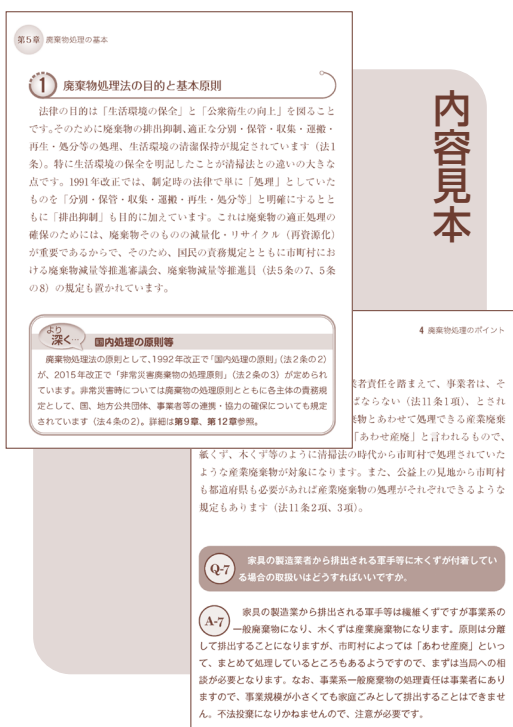 第5章 廃棄物処理の基本
1 廃棄物処理法の目的と基本原則
法律の目的は「生活環境の保全」と「公衆衛生の向上」を図ること
です。そのために廃棄物の排出抑制、適正な分別・保管・収集・運搬・
再生・処分等の処理、生活環境の清潔保持が規定されています（法1
条）。特に生活環境の保全を明記したことが清掃法との違いの大きな
点です。1991年改正では、制定時の法律で単に「処理」としていた
ものを「分別・保管・収集・運搬・再生・処分等」と明確にするとと
もに「排出抑制」も目的に加えています。これは廃棄物の適正処理の
確保のためには、廃棄物そのものの減量化・リサイクル（再資源化）
が重要であるからで、そのため、国民の責務規定とともに市町村にお
ける廃棄物減量等推進審議会、廃棄物減量等推進員（法5条の7、5条
の8）の規定も置かれています。
より深く… 国内処理の原則等
廃棄物処理法の原則として、1992年改正で「国内処理の原則」（法2条の2）
が、2015年改正で「非常災害廃棄物の処理原則」（法2条の3）が定められ
ています。非常災害時については廃棄物の処理原則とともに各主体の責務規
定として、国、地方公共団体、事業者等の連携・協力の確保についても規定
されています（法4条の2）。詳細は第9章、第12章参照。
内容見本
4 廃棄物処理のポイント
業者責任を踏まえて、事業者は、そ
ばならない（法11条1項）、とされ
棄物とあわせて処理できる産業廃棄
「あわせ産廃」と言われるもので、
紙くず、木くず等のように清掃法の時代から市町村で処理されていた
ような産業廃棄物が対象になります。また、公益上の見地から市町村
も都道府県も必要があれば産業廃棄物の処理がそれぞれできるような
規定もあります（法11条2項、3項）。
Q-7 家具の製造業者から排出される軍手等に木くずが付着してい
る場合の取扱いはどうすればいいですか。
A-7 家具の製造業から排出される軍手等は繊維くずですが事業系の
一般廃棄物になり、木くずは産業廃棄物になります。原則は分離
して排出することになりますが、市町村によっては「あわせ産廃」といっ
て、まとめて処理しているところもあるようですので、まずは当局への相
談が必要となります。なお、事業系一般廃棄物の処理責任は事業者にあり
ますので、事業規模が小さくても家庭ごみとして排出することはできませ
ん。不法投棄になりかねませんので、注意が必要です。